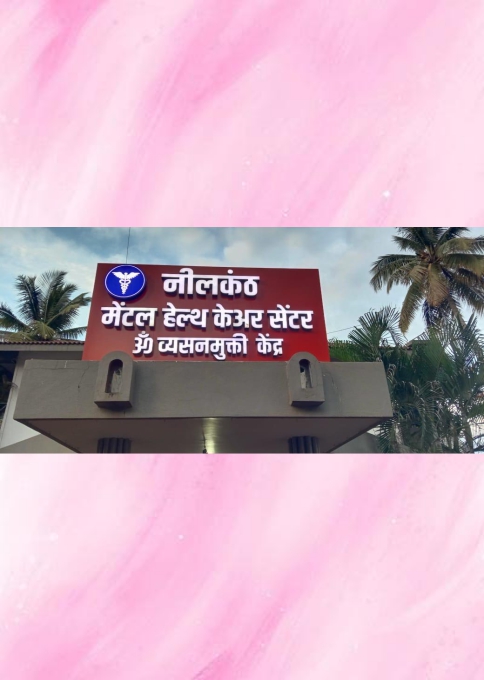 नीलकंठ
मेंटल हेल्थ केअर सेंटर
ॐ व्यसनमुक्ती केंद्र